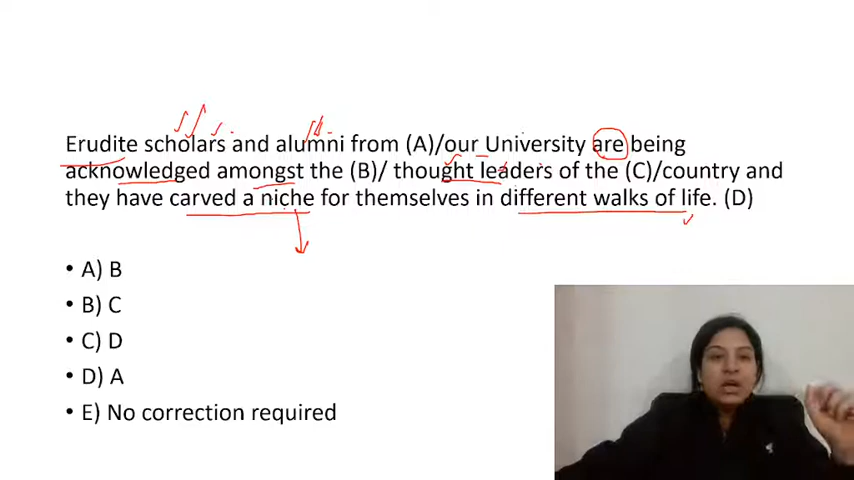 Erudite scholars and alumni from (A)/our University are being
acknowledged amongst the (B)/ thought leaders of the (C)/country and
they have carved a niche for themselves in different walks of life. (D)
• A) B
• B) C
• C) D
• D) A
• E) No correction required